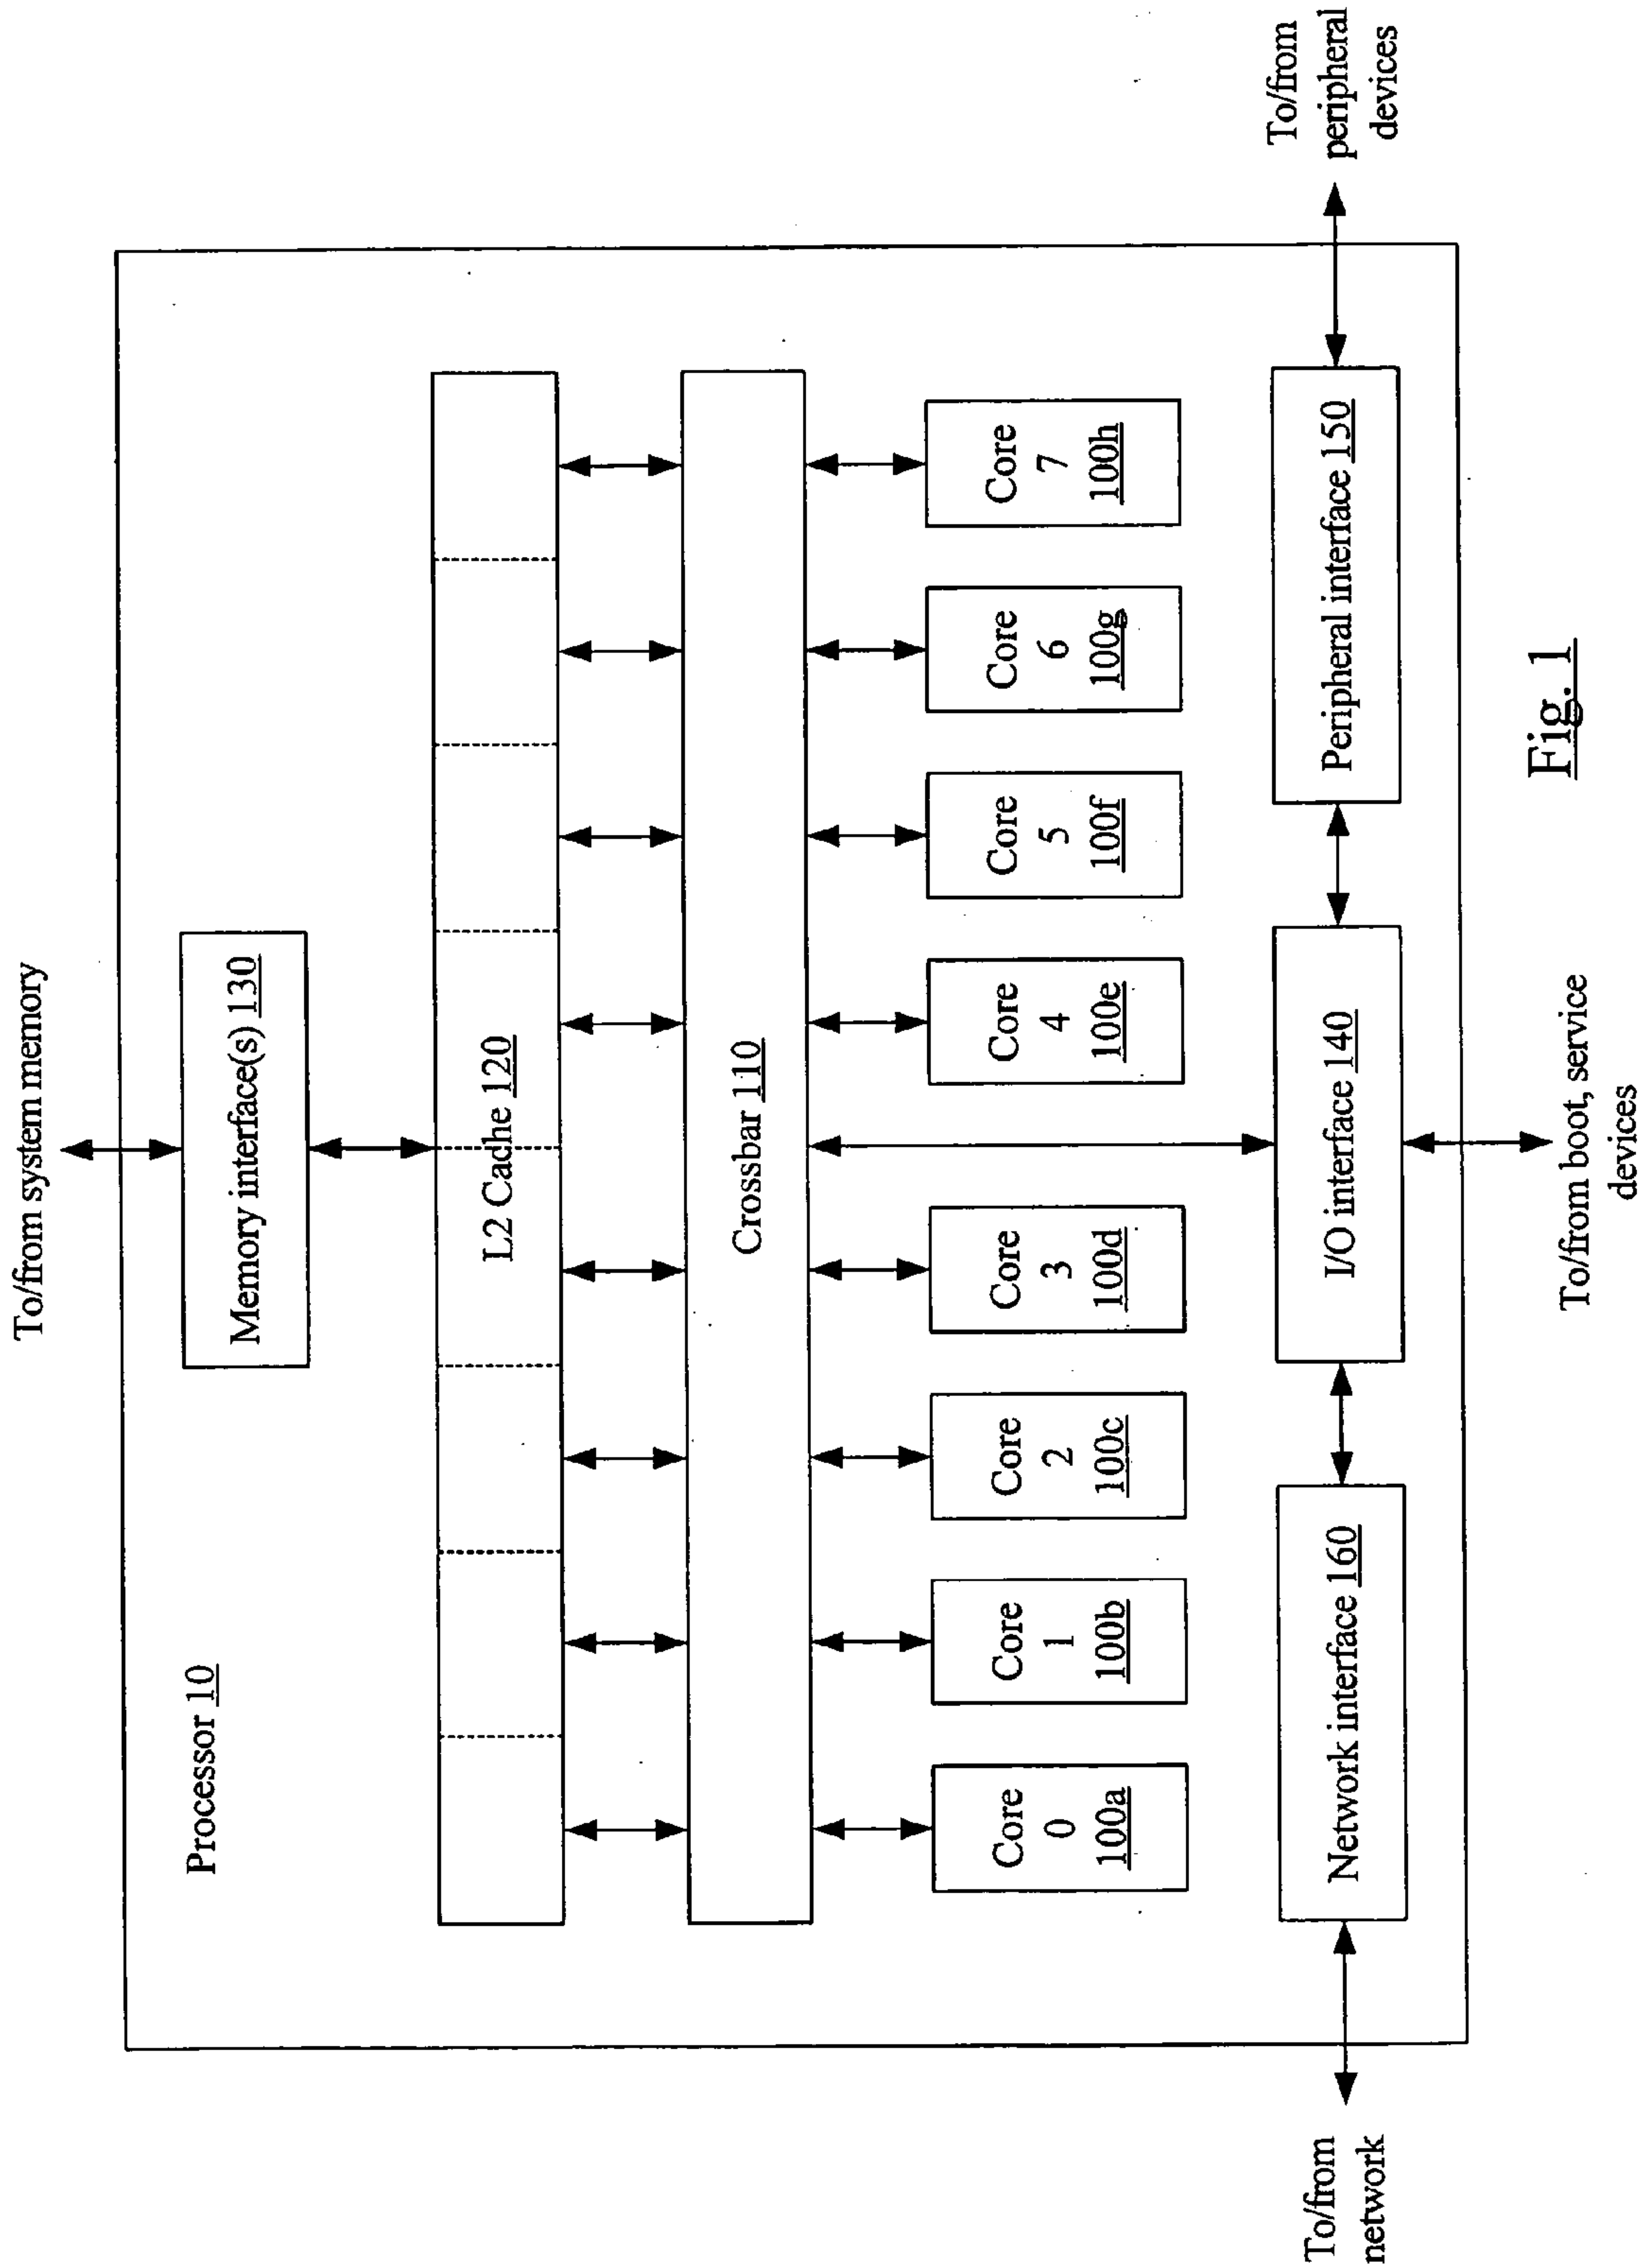 To/from system memory
Processor 10
Memory interface(s) 130
L2 Cache 120
Crossbar 110
Core
0
100a
Core
1
100b
Core
2
100c
Core
3
100d
Core
4
100e
Core
5
100f
Core
6
100g
Core
7
100h
To/from
network
Network interface 160
I/O interface 140
Peripheral interface 150
To/from
peripheral
devices
To/from boot, service
devices
Fig. 1